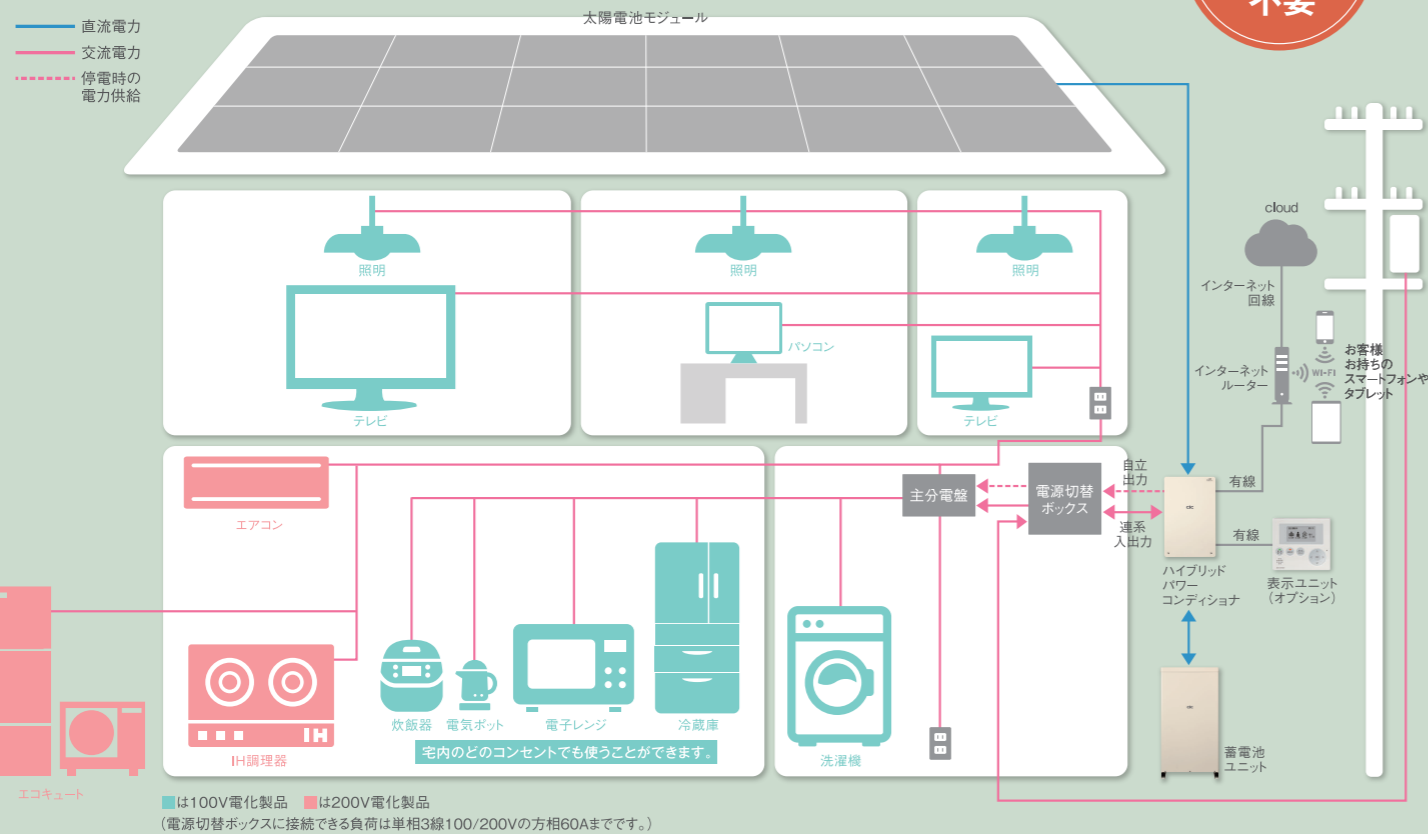 不要
直流電力
交流電力
停電時の
電力供給
太陽電池モジュール
照明
照明
照明
テレビ
パソコン
テレビ
cloud
インターネット
回線
インターネット
ルーター
WI-FI
お客様
お持ちの
スマートフォンや
タブレット
エアコン
主分電盤
電源切替
ボックス
自立
出力
連系
入出力
有線
有線
ハイブリッド
パワー
コンディショナ
表示ユニット
(オプション)
IH
IH調理器
炊飯器
電気ポット
電子レンジ
冷蔵庫
宅内のどのコンセントでも使うことができます。
洗濯機
蓄電池
ユニット
エコキュート
■は100V電化製品 ■は200V電化製品
(電源切替ボックスに接続できる負荷は単相3線100/200Vの方相60Aまでです。)